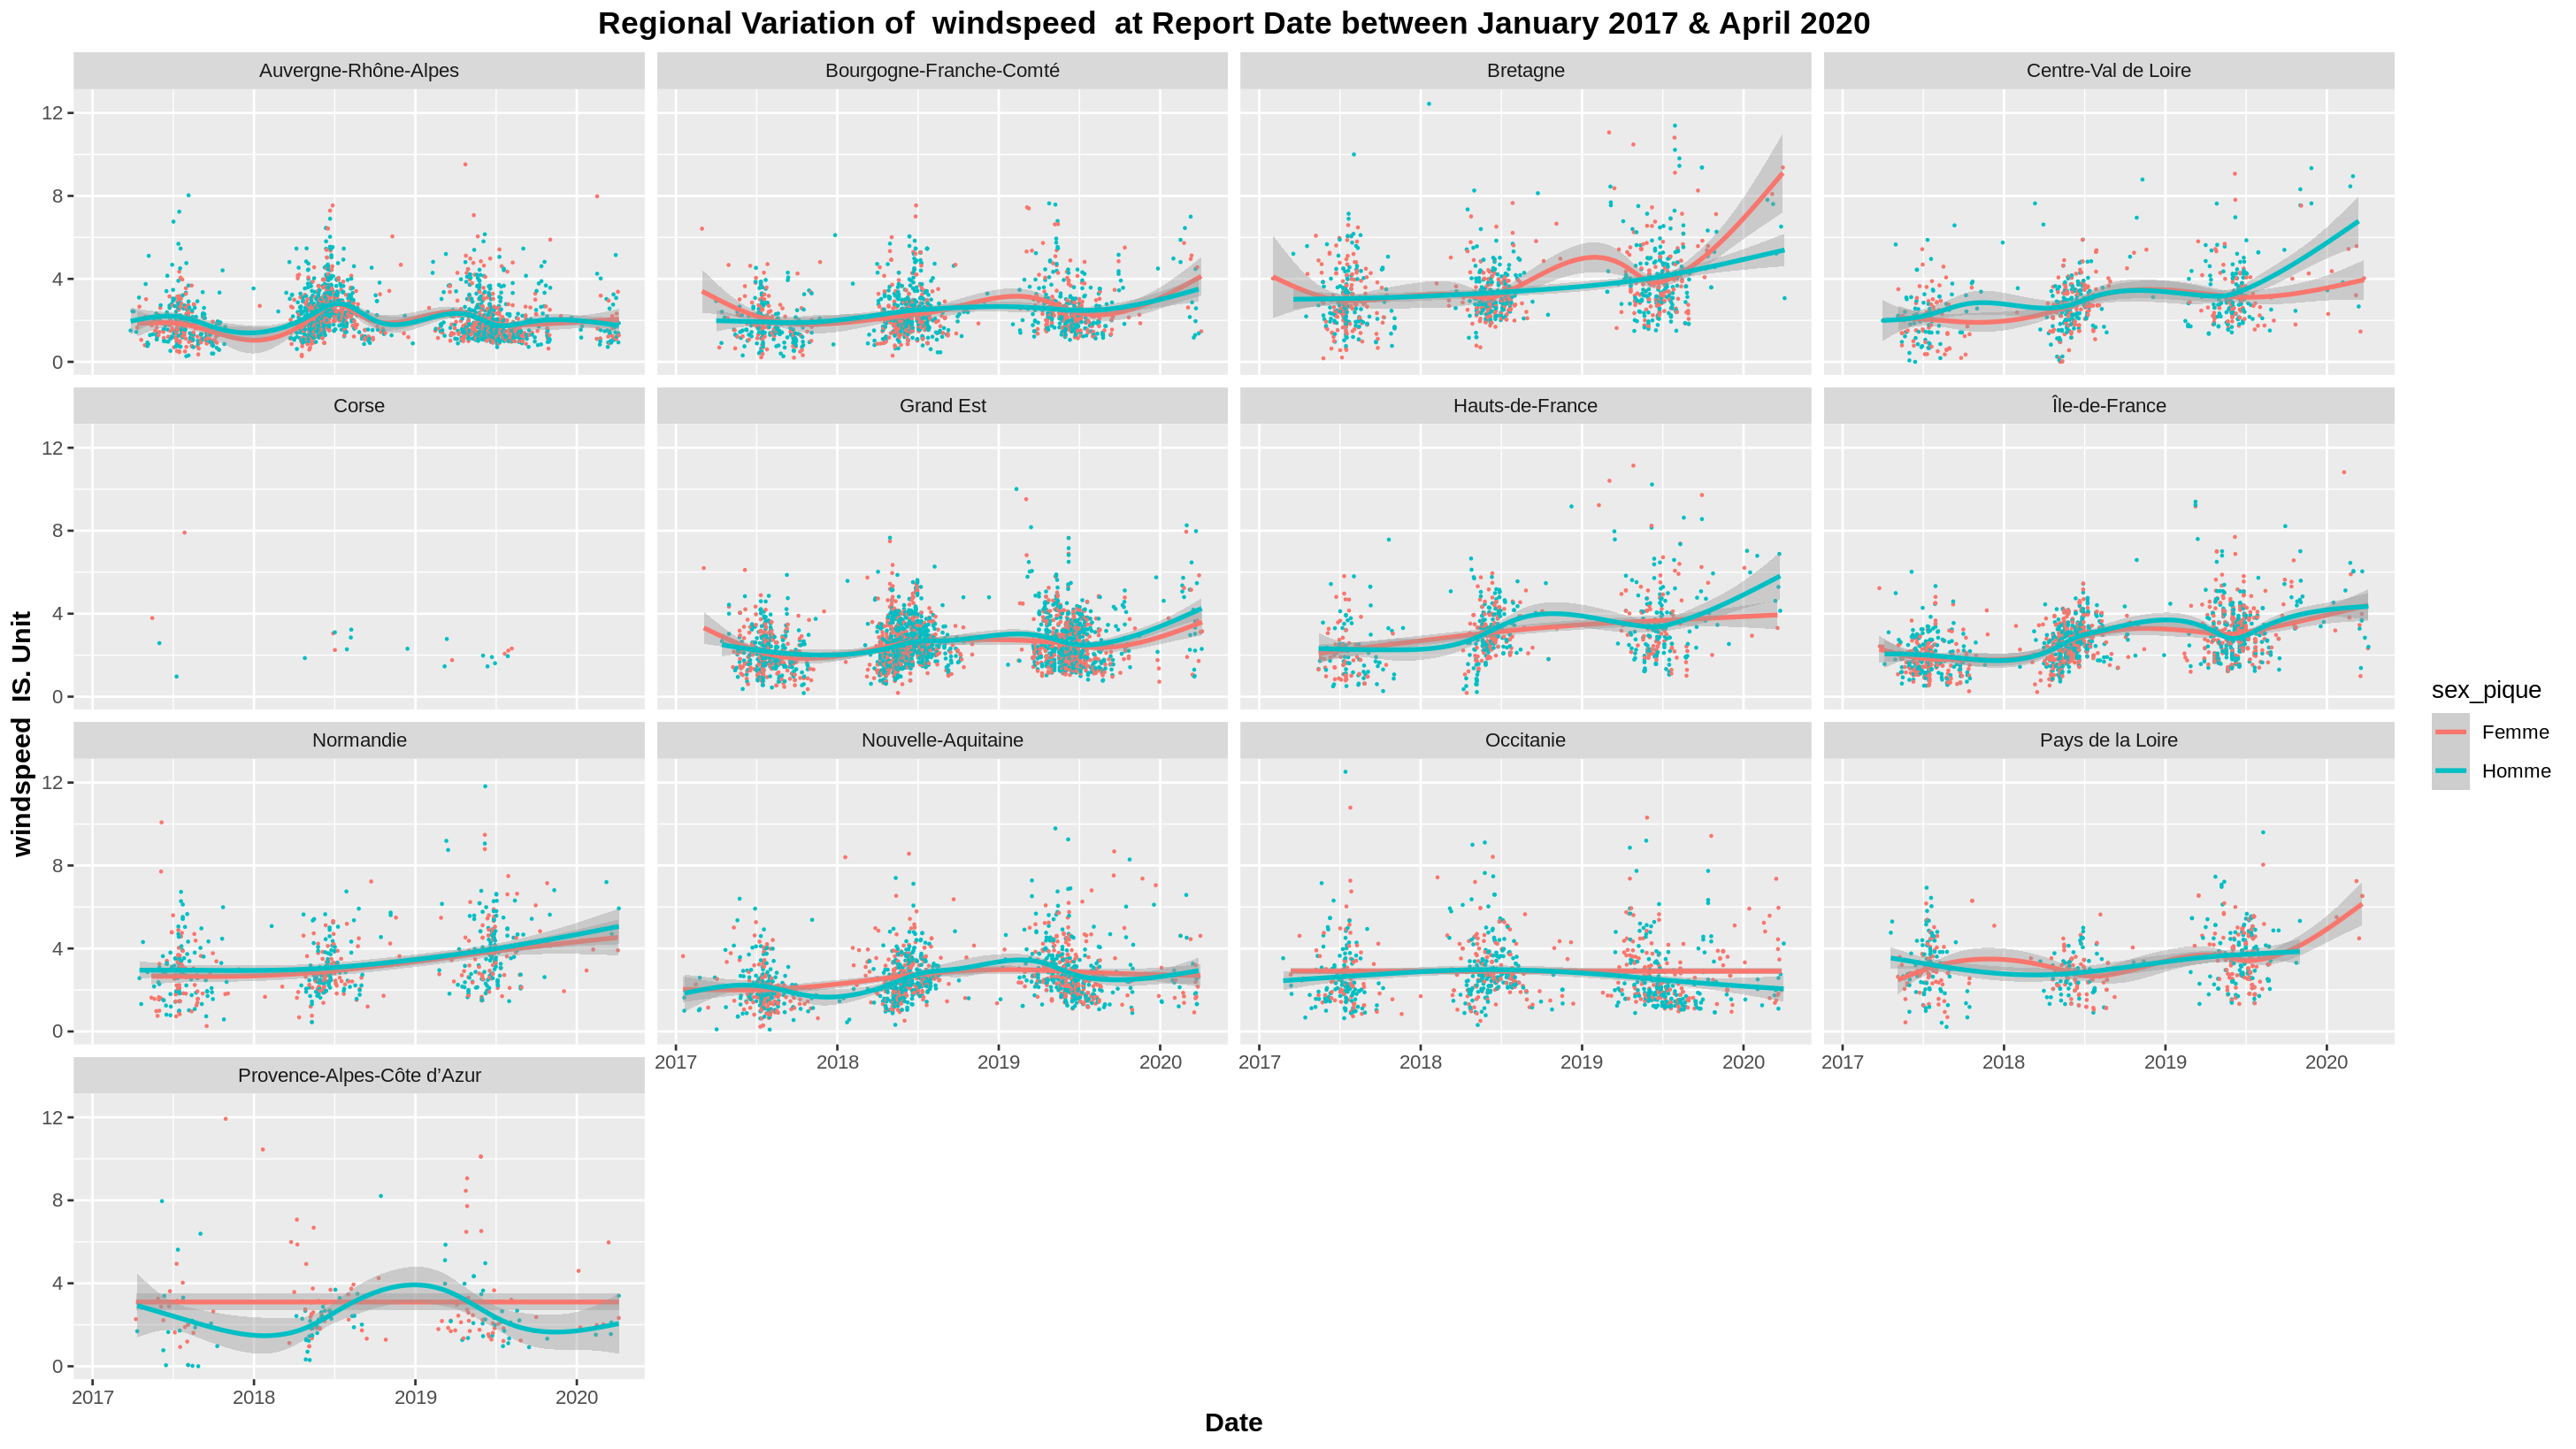 Regional Variation of  windspeed  at Report Date between January 2017 & April 2020
Auvergne-Rhône-Alpes
Bourgogne-Franche-Comté
Bretagne
Centre-Val de Loire
12
8
4
0
Corse
Grand Est
Hauts-de-France
Île-de-France
12
8
4
0
windspeed  IS. Unit
sex_pique
Femme
Homme
Normandie
Nouvelle-Aquitaine
Occitanie
Pays de la Loire
12
8
4
0
2017 2018 2019 2020
2017 2018 2019 2020
2017 2018 2019 2020
Provence-Alpes-Côte d’Azur
12
8
4
0
2017 2018 2019 2020
Date